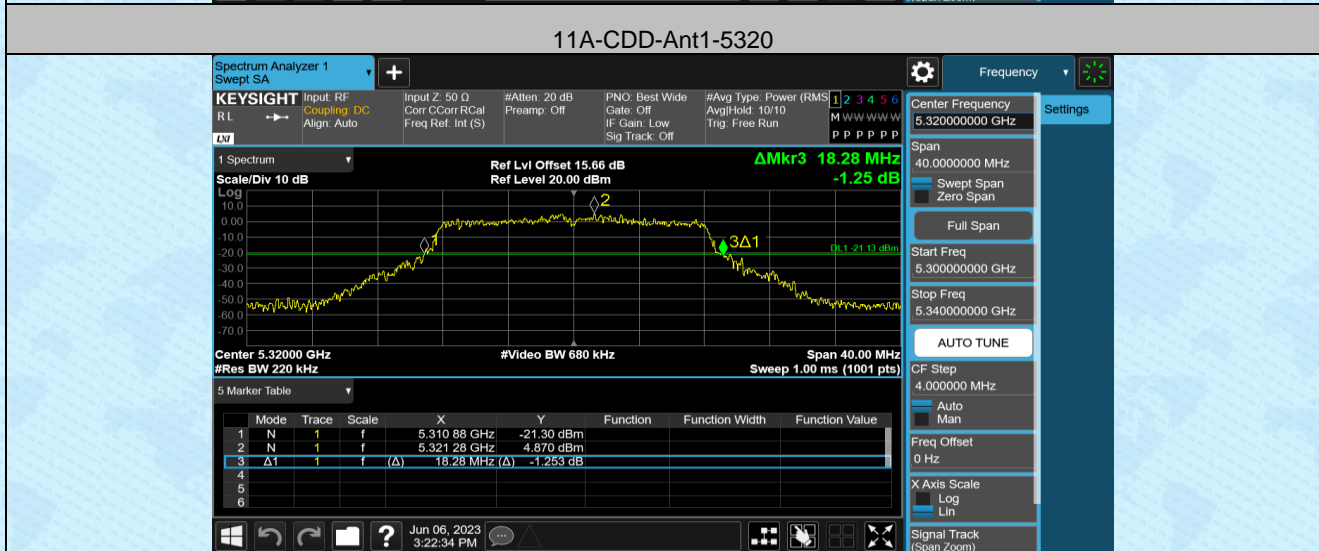 (Span Zoom)
11A-CDD-Ant1-5320
Spectrum Analyzer 1
Swept SA
Frequency
KEYSIGHT
R L
LXI
Input: RF
Coupling: DC
Align: Auto
Input Z: 50 Ω
Corr CCorr RCal
Freq Ref: Int (S)
#Atten: 20 dB
Preamp: Off
PNO: Best Wide
Gate: Off
IF Gain: Low
Sig Track: Off
#Avg Type: Power (RMS
Avg|Hold: 10/10
Trig: Free Run
1 2 3 4 5 6
M W W W W W
P P P P P P
Center Frequency
5.320000000 GHz
Settings
Span
40.0000000 MHz
Swept Span
Zero Span
Full Span
Start Freq
5.300000000 GHz
Stop Freq
5.340000000 GHz
AUTO TUNE
CF Step
4.000000 MHz
Auto
Man
Freq Offset
0 Hz
X Axis Scale
Log
Lin
Signal Track
(Span Zoom)
1 Spectrum
Scale/Div 10 dB
Ref Lvl Offset 15.66 dB
Ref Level 20.00 dBm
ΔMkr3 18.28 MHz
-1.25 dB
Log
10.0
0.00
-10.0
-20.0
-30.0
-40.0
-50.0
-60.0
-70.0
1
2
3Δ1
DL1 -21.13 dBm
Center 5.32000 GHz
#Video BW 680 kHz
Span 40.00 MHz
#Res BW 220 kHz
Sweep 1.00 ms (1001 pts)
5 Marker Table
Mode Trace Scale X Y Function Function Width Function Value
1 N 1 f 5.310 88 GHz -21.30 dBm
2 N 1 f 5.321 28 GHz 4.870 dBm
3 Δ1 1 f (Δ) 18.28 MHz (Δ) -1.253 dB
4
5
6
Jun 06, 2023
3:22:34 PM